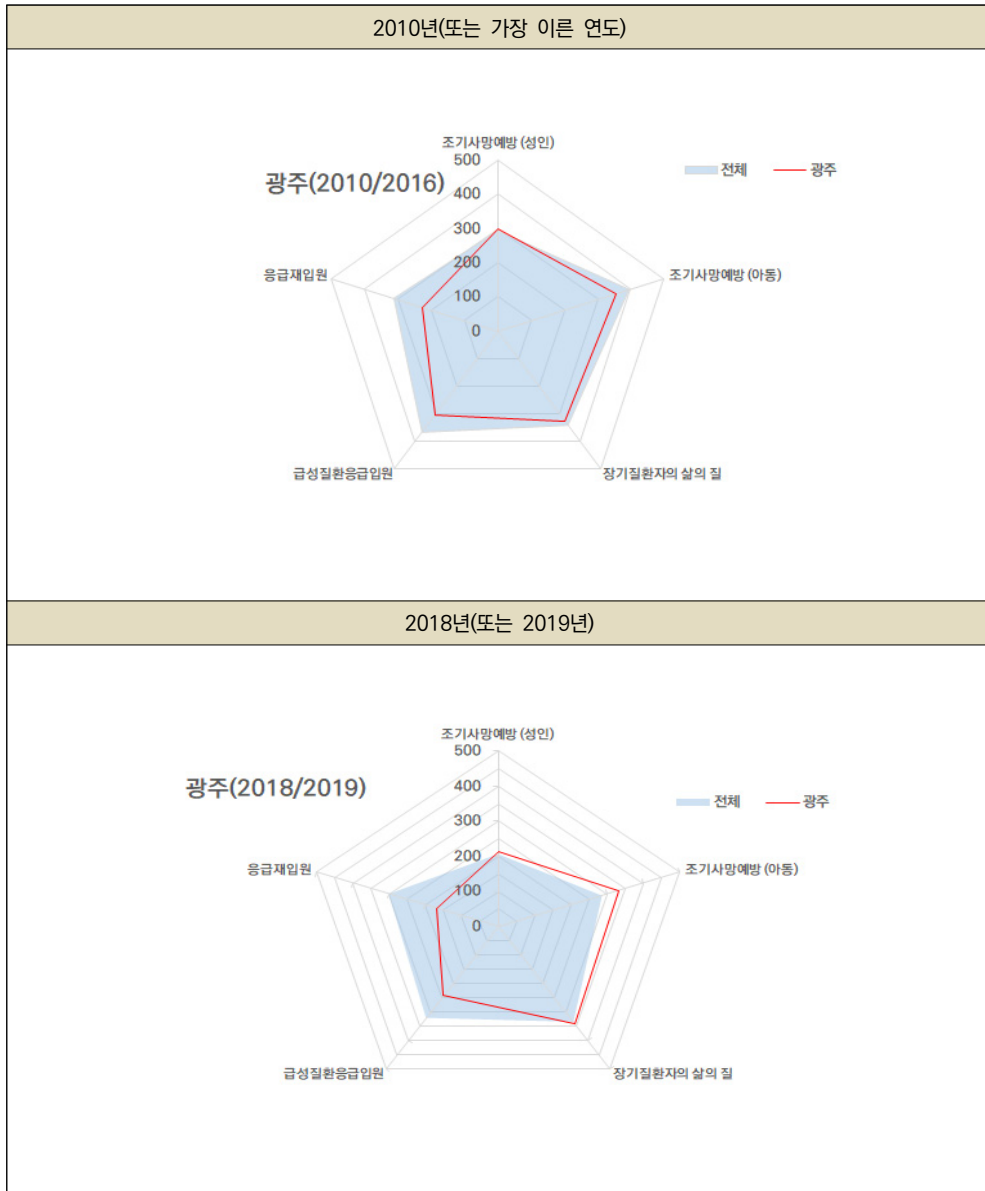 2010년(또는 가장 이른 연도)
조기사망예방 (성인)
광주(2010/2016)
500
400
300
200
100
0
전체
광주
응급재입원
조기사망예방 (아동)
급성질환응급입원
장기질환자의 삶의 질
2018년(또는 2019년)
조기사망예방 (성인)
광주(2018/2019)
500
400
300
200
100
0
전체
광주
응급재입원
조기사망예방 (아동)
급성질환응급입원
장기질환자의 삶의 질